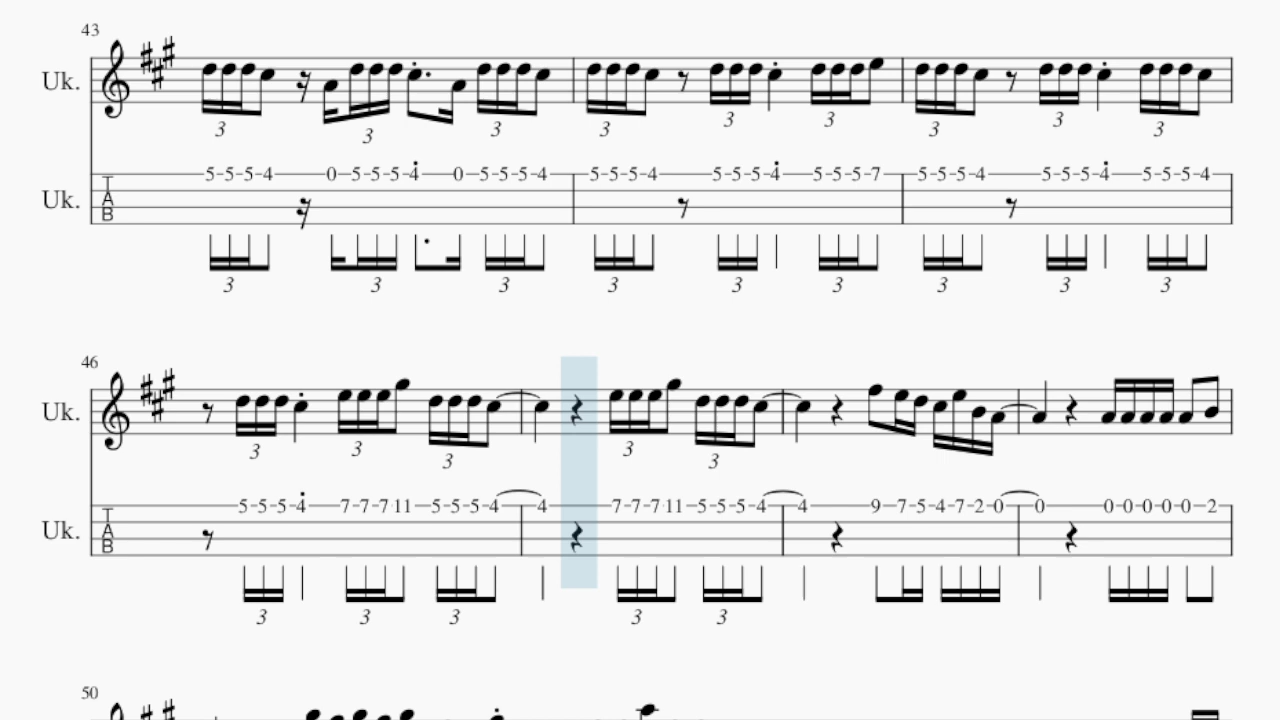 43
Uk.
3 3 3 3 3 3 3 3 3
Uk.
T A B
5 5 5 4 0 5 5 5 4 0 5 5 5 4 5 5 5 4 5 5 5 4 5 5 5 7 5 5 5 4 5 5 5 4 5 5 5 4
3 3 3 3 3 3 3 3 3
46
Uk.
3 3 3 3 3
Uk.
T A B
5 5 5 4 7 7 7 11 5 5 5 4 4 7 7 7 11 5 5 5 4 4 9 7 5 4 7 2 0 0 0 0 0 0 0 2
3 3 3 3 3
50